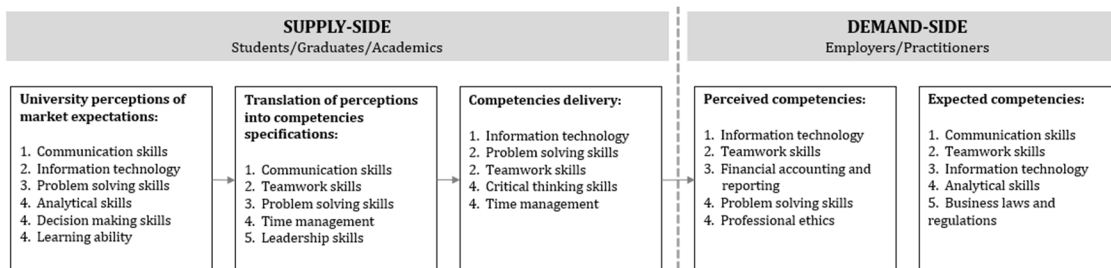 SUPPLY-SIDE
Students/Graduates/Academics
DEMAND-SIDE
Employers/Practitioners
University perceptions of
market expectations:
1. Communication skills
2. Information technology
3. Problem solving skills
4. Analytical skills
4. Decision making skills
4. Learning ability
Translation of perceptions
into competencies
specifications:
1. Communication skills
2. Teamwork skills
3. Problem solving skills
4. Time management
5. Leadership skills
Competencies delivery:
1. Information technology
2. Problem solving skills
2. Teamwork skills
4. Critical thinking skills
4. Time management
Perceived competencies:
1. Information technology
2. Teamwork skills
3. Financial accounting and
reporting
4. Problem solving skills
4. Professional ethics
Expected competencies:
1. Communication skills
2. Teamwork skills
3. Information technology
4. Analytical skills
5. Business laws and
regulations